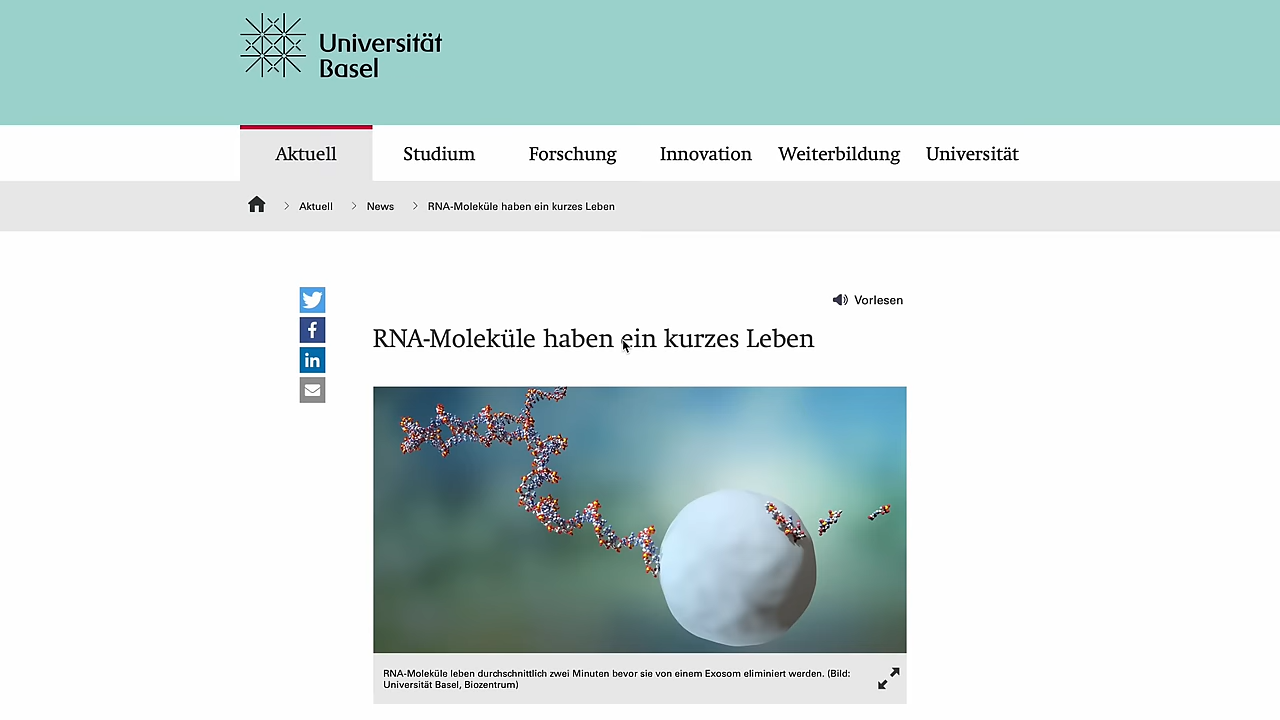 Universität
Basel
Aktuell Studium Forschung Innovation Weiterbildung Universität
Aktuell News RNA-Moleküle haben ein kurzes Leben
Vorlesen
RNA-Moleküle haben ein kurzes Leben
RNA-Moleküle leben durchschnittlich zwei Minuten bevor sie von einem Exosom eliminiert werden. (Bild:
Universität Basel, Biozentrum)